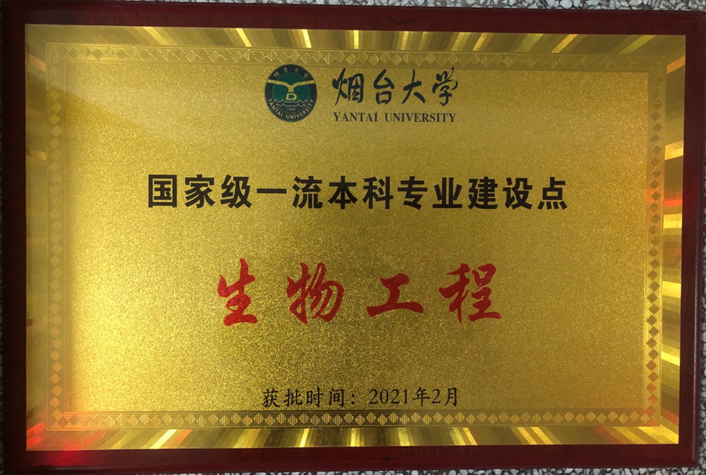 烟台大学
YANTAI UNIVERSITY
国家级一流本科专业建设点
生物工程
获批时间：2021年2月